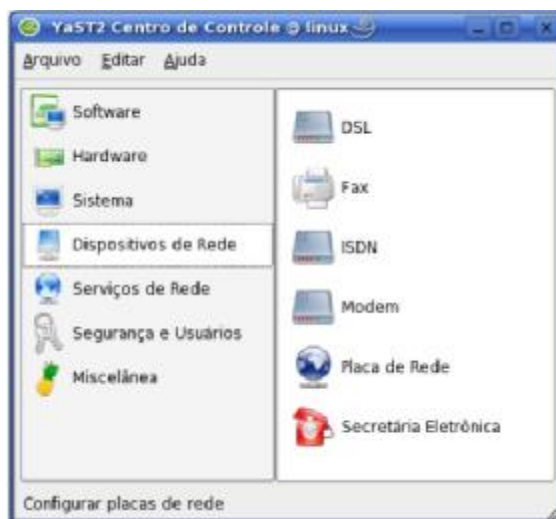 YaST2 Centro de Controle @ linux
Arquivo Editar Ajuda
Software
Hardware
Sistema
Dispositivos de Rede
Serviços de Rede
Segurança e Usuários
Miscelânea
DSL
Fax
ISDN
Modem
Placa de Rede
Secretária Eletrônica
Configurar placas de rede